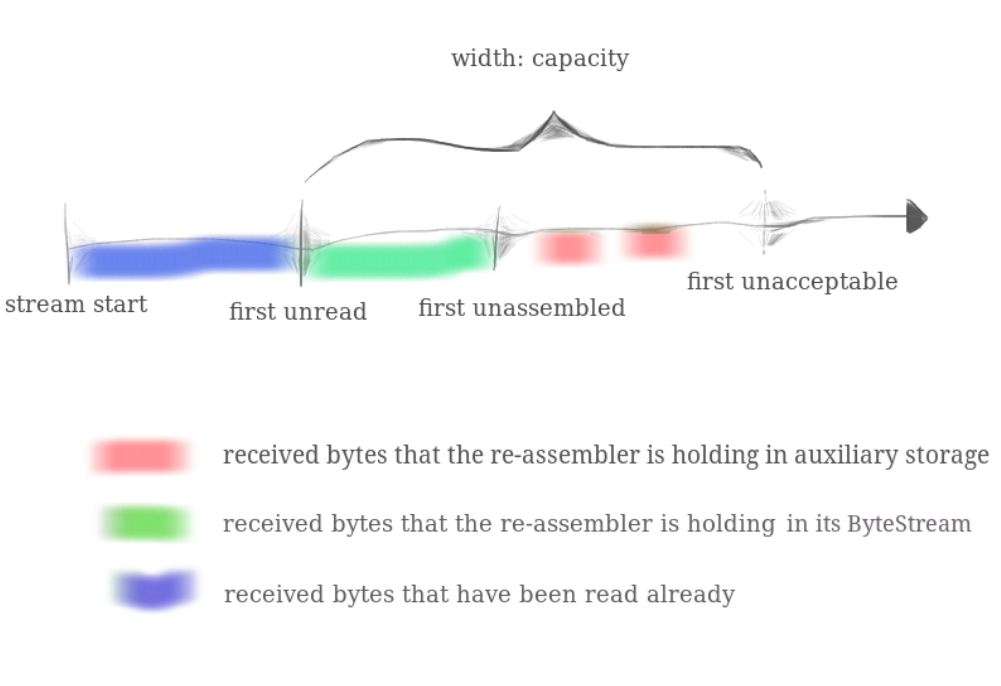 width: capacity
stream start
first unread
first unassembled
first unacceptable
received bytes that the re-assembler is holding in auxiliary storage
received bytes that the re-assembler is holding in its ByteStream
received bytes that have been read already